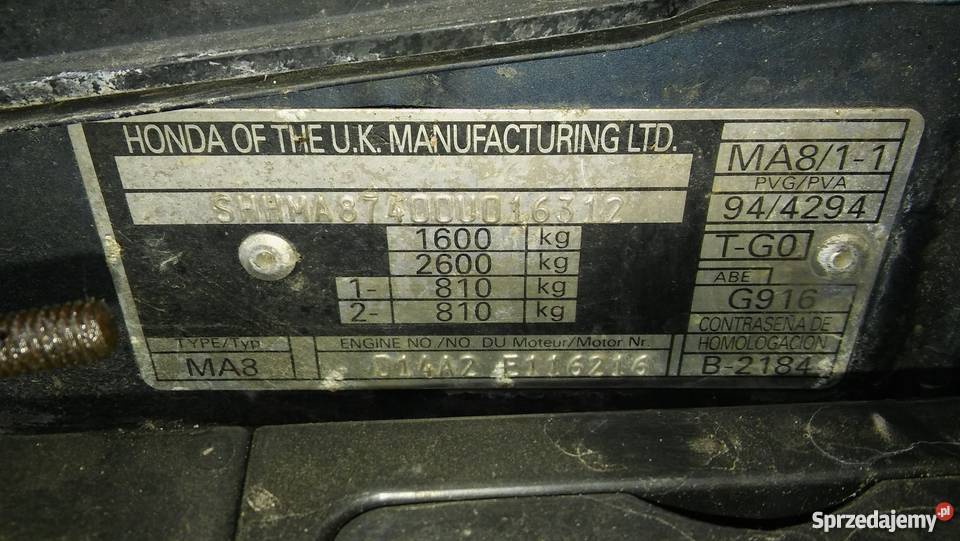 HONDA OF THE U.K. MANUFACTURING LTD.
SHHMA87400U016312
1600 kg
2600 kg
1- 810 kg
2- 810 kg
TYPE/Typ
MA8
ENGINE NO/NO DU Moteur/Motor Nr.
D14A2 E116216
MA8/1-1
PVG/PVA
94/4294
T-G0
ABE
G916
CONTRASEÑA DE
HOMOLOGACION
B-2184
Sprzedajemy.pl